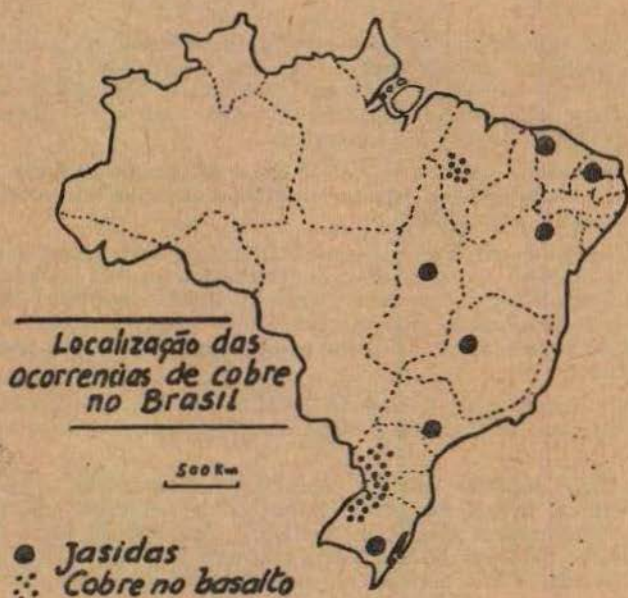 Localização das
ocorrencias de cobre
no Brasil
500 Km
Jasidas
Cobre no basalto